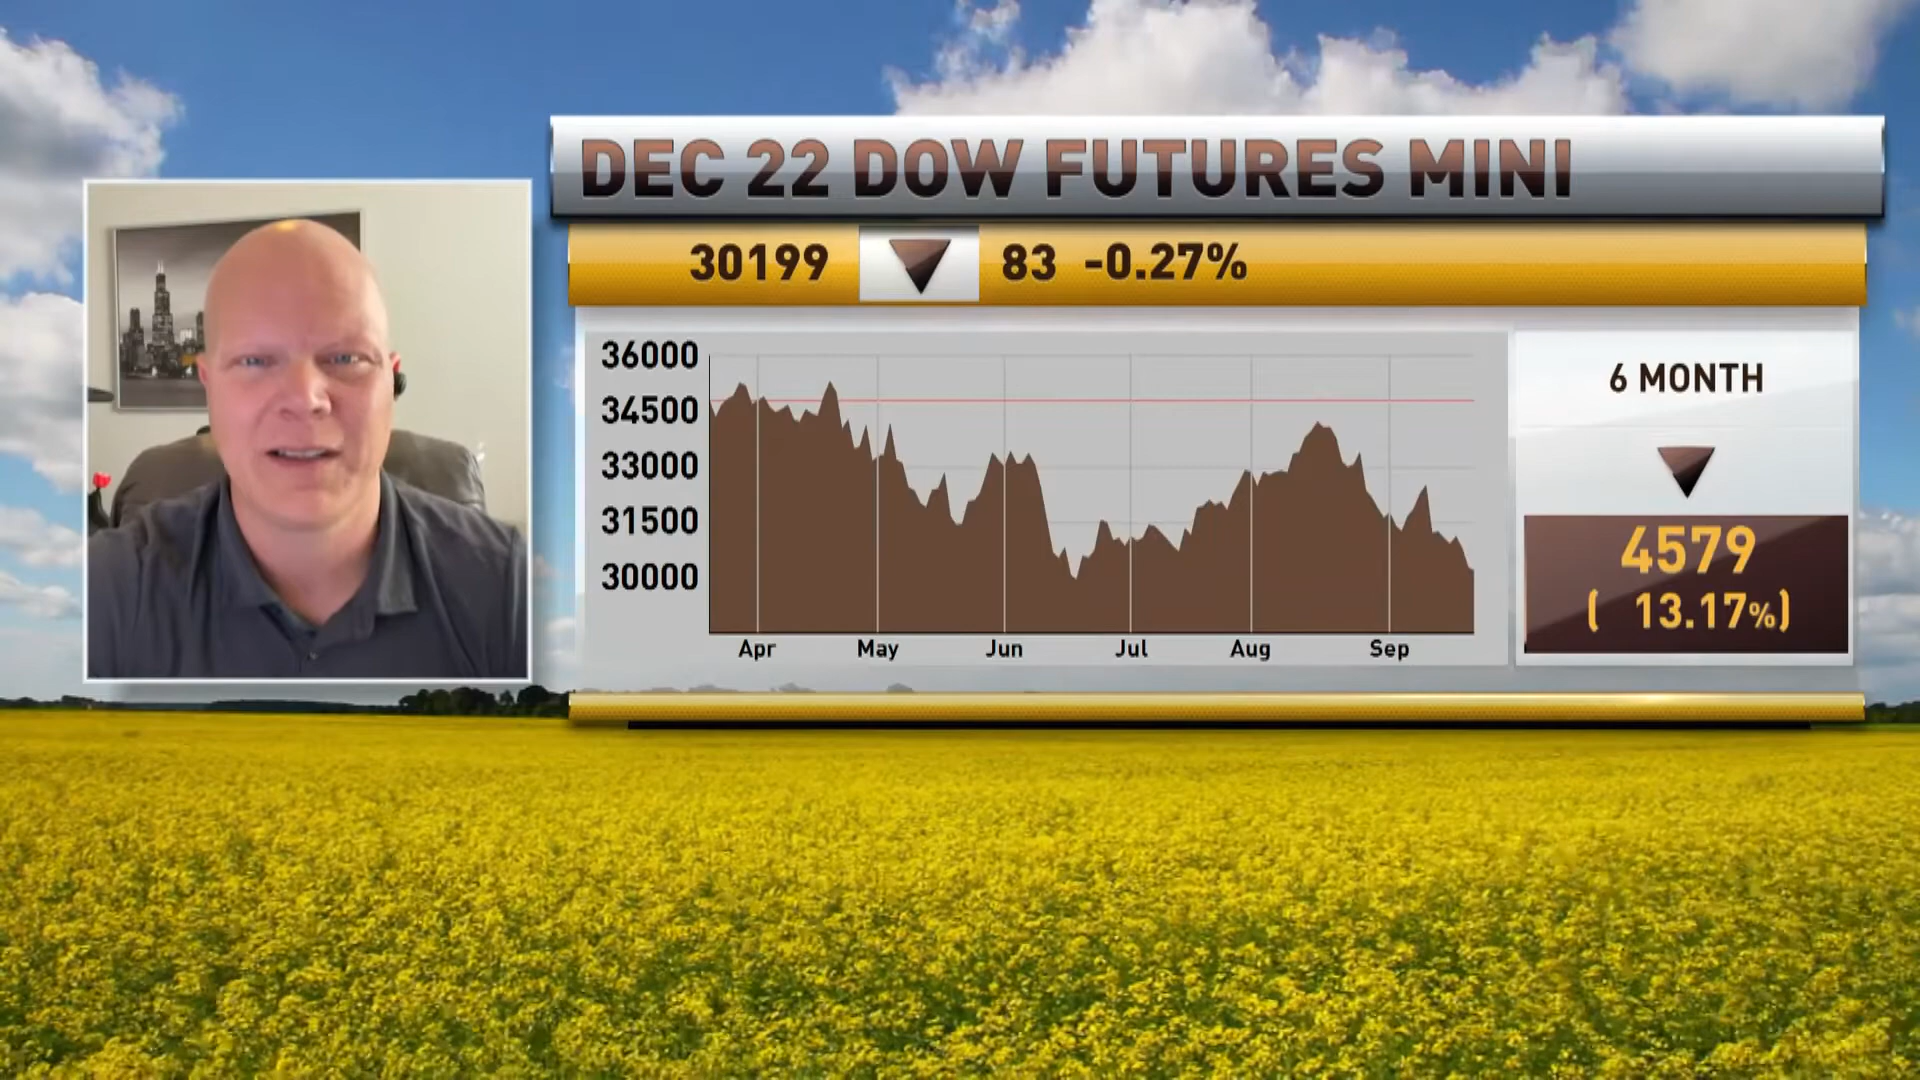 DEC 22 DOW FUTURES MINI
30199 83 -0.27%
36000
34500
33000
31500
30000
Apr May Jun Jul Aug Sep
6 MONTH
4579
( 13.17%)